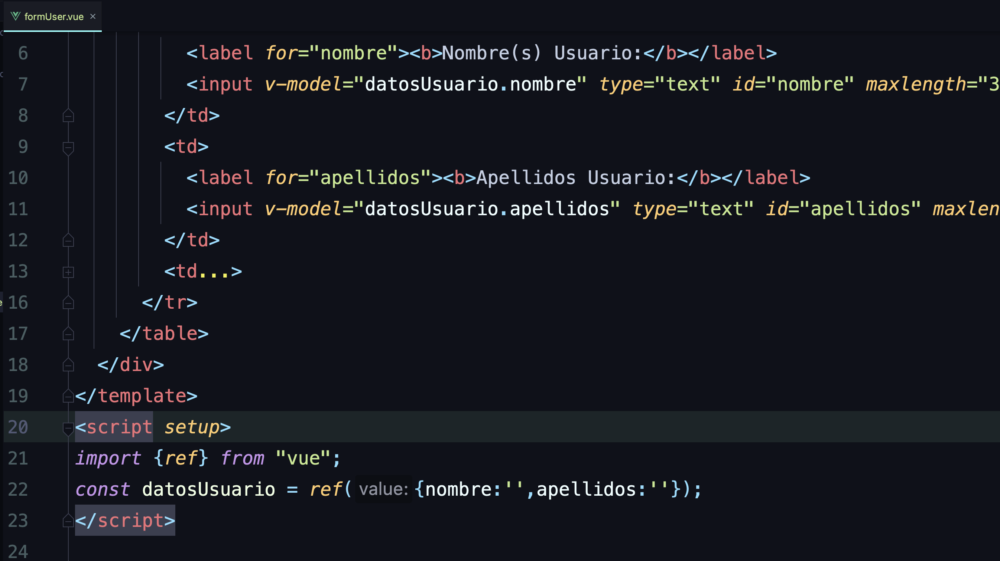 formUser.vue ×
6 <label for="nombre"><b>Nombre(s) Usuario:</b></label>
7 <input v-model="datosUsuario.nombre" type="text" id="nombre" maxlength="3
8 </td>
9 <td>
10 <label for="apellidos"><b>Apellidos Usuario:</b></label>
11 <input v-model="datosUsuario.apellidos" type="text" id="apellidos" maxlen
12 </td>
13 <td...>
16 </tr>
17 </table>
18 </div>
19 </template>
20 <script setup>
21 import {ref} from "vue";
22 const datosUsuario = ref( value: {nombre:'',apellidos:''});
23 </script>
24